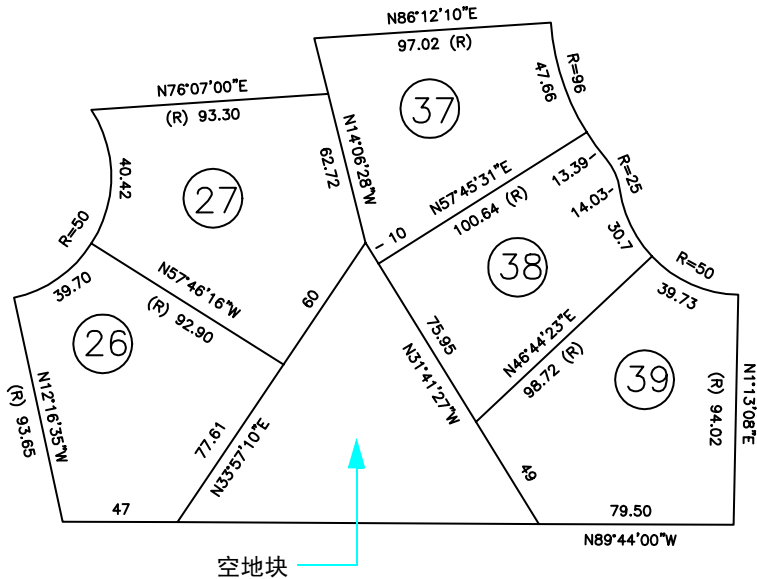 N86°12'10"E
97.02 (R)
R=96
47.66
37
N76°07'00"E
(R) 93.30
N14°06'28"W
62.72
40.42
27
R=50
N57°45'31"E
100.64 (R)
10
13.39
R=25
14.03
30.7
38
R=50
39.73
39.70
N57°46'16"W
(R) 92.90
60
26
75.95
N31°41'27"W
N46°44'23"E
98.72 (R)
39
N1°13'08"E
(R) 94.02
N12°16'35"W
(R) 93.65
77.61
N33°57'10"E
49
47
79.50
N89°44'00"W
空地块